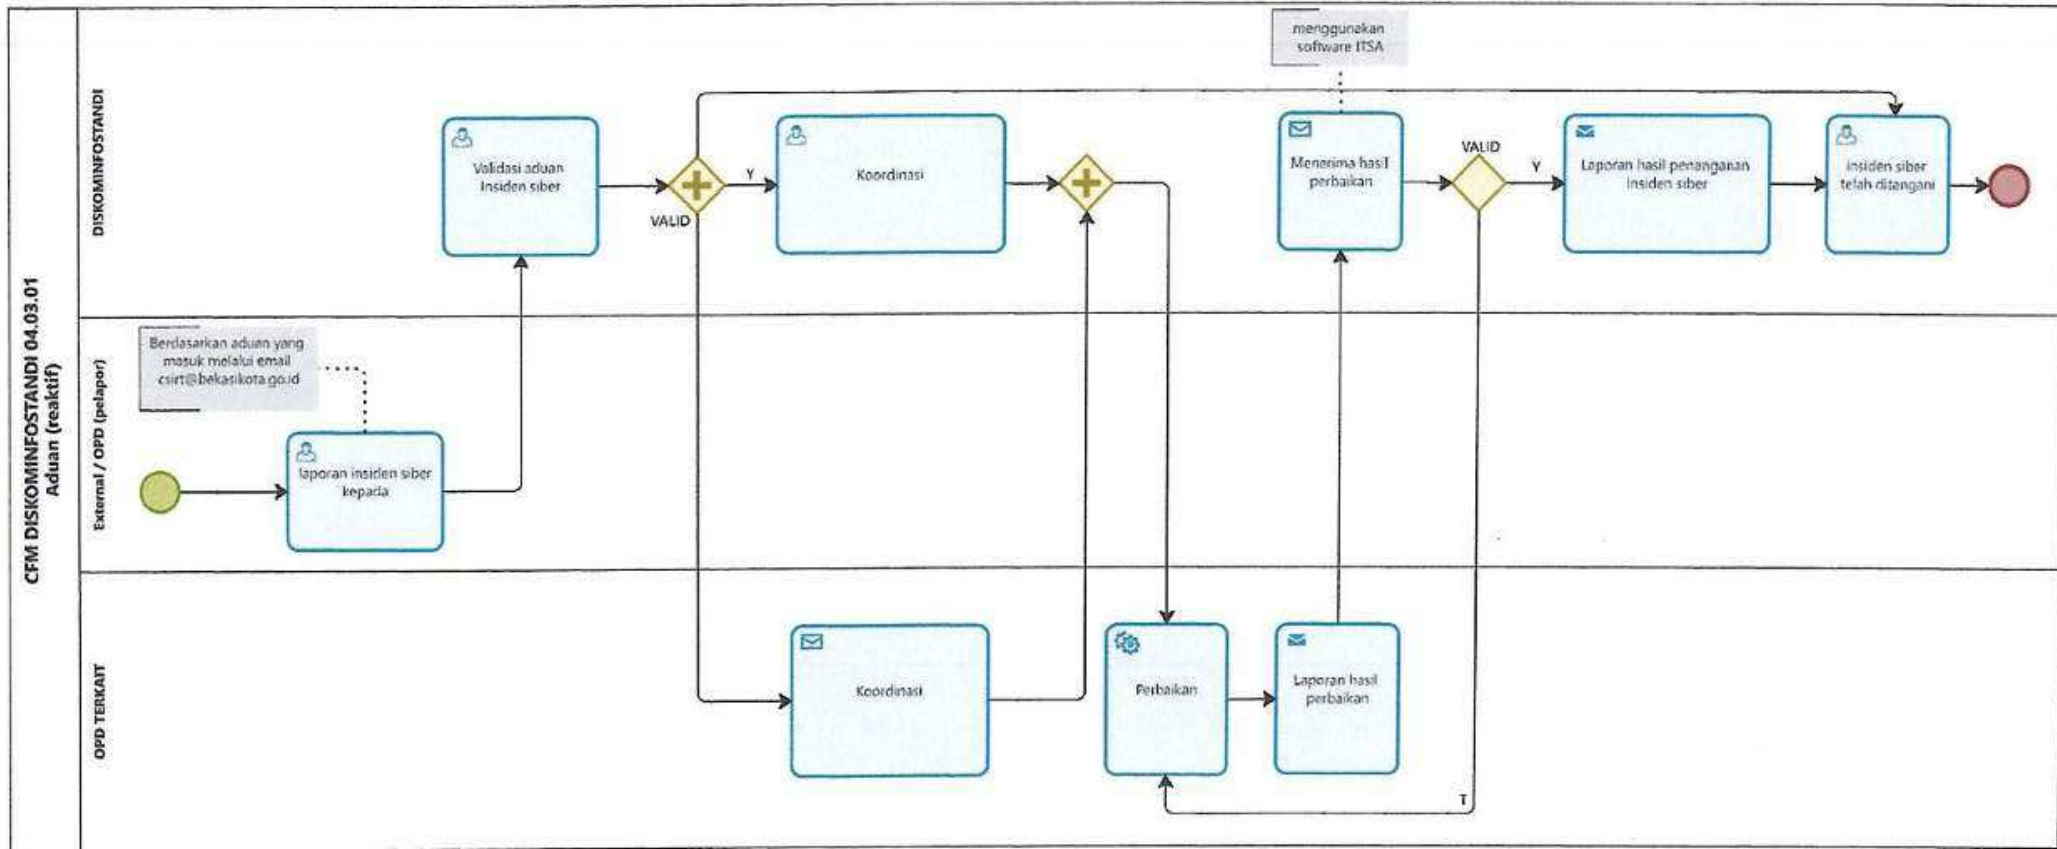 CFM DISKOMINFOSTANDI 04.03.01
Aduan (reaktif)
DISKOMINFOSTANDI
menggunakan
software ITSA
Validasi aduan
Insiden siber
VALID
Y
Koordinasi
Menerima hasil
perbaikan
VALID
Y
Laporan hasil penanganan
Insiden siber
insiden siber
telah ditangani
External / OPD (pelapor)
Berdasarkan aduan yang
masuk melalui email
csirt@bekasikota.go.id
laporan insiden siber
kepada
OPD TERKAIT
Koordinasi
Perbaikan
Laporan hasil
perbaikan
T